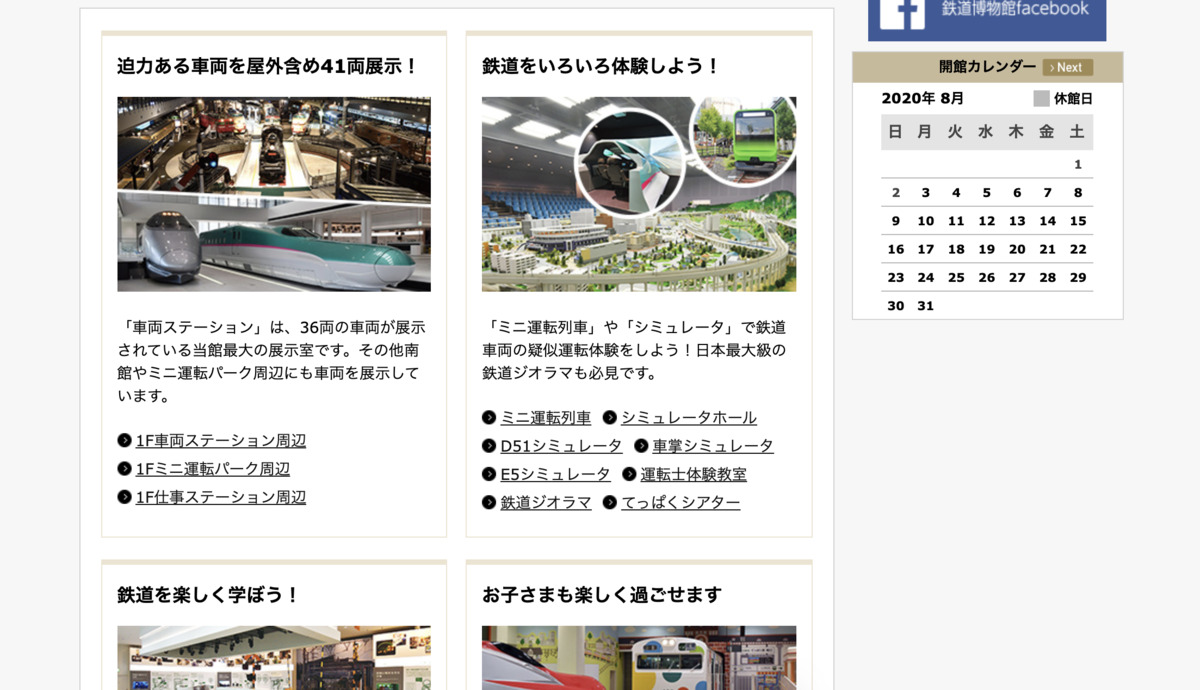 鉄道博物館facebook
迫力ある車両を屋外含め41両展示！
「車両ステーション」は、36両の車両が展示
されている当館最大の展示室です。その他南
館やミニ運転パーク周辺にも車両を展示して
います。
1F車両ステーション周辺
1Fミニ運転パーク周辺
1F仕事ステーション周辺
鉄道をいろいろ体験しよう！
「ミニ運転列車」や「シミュレータ」で鉄道
車両の疑似運転体験をしよう！日本最大級の
鉄道ジオラマも必見です。
ミニ運転列車 シミュレータホール
D51シミュレータ 車掌シミュレータ
E5シミュレータ 運転士体験教室
鉄道ジオラマ てっぱくシアター
鉄道を楽しく学ぼう！
お子さまも楽しく過ごせます
開館カレンダー Next
2020年 8月 休館日
日 月 火 水 木 金 土
1
2 3 4 5 6 7 8
9 10 11 12 13 14 15
16 17 18 19 20 21 22
23 24 25 26 27 28 29
30 31